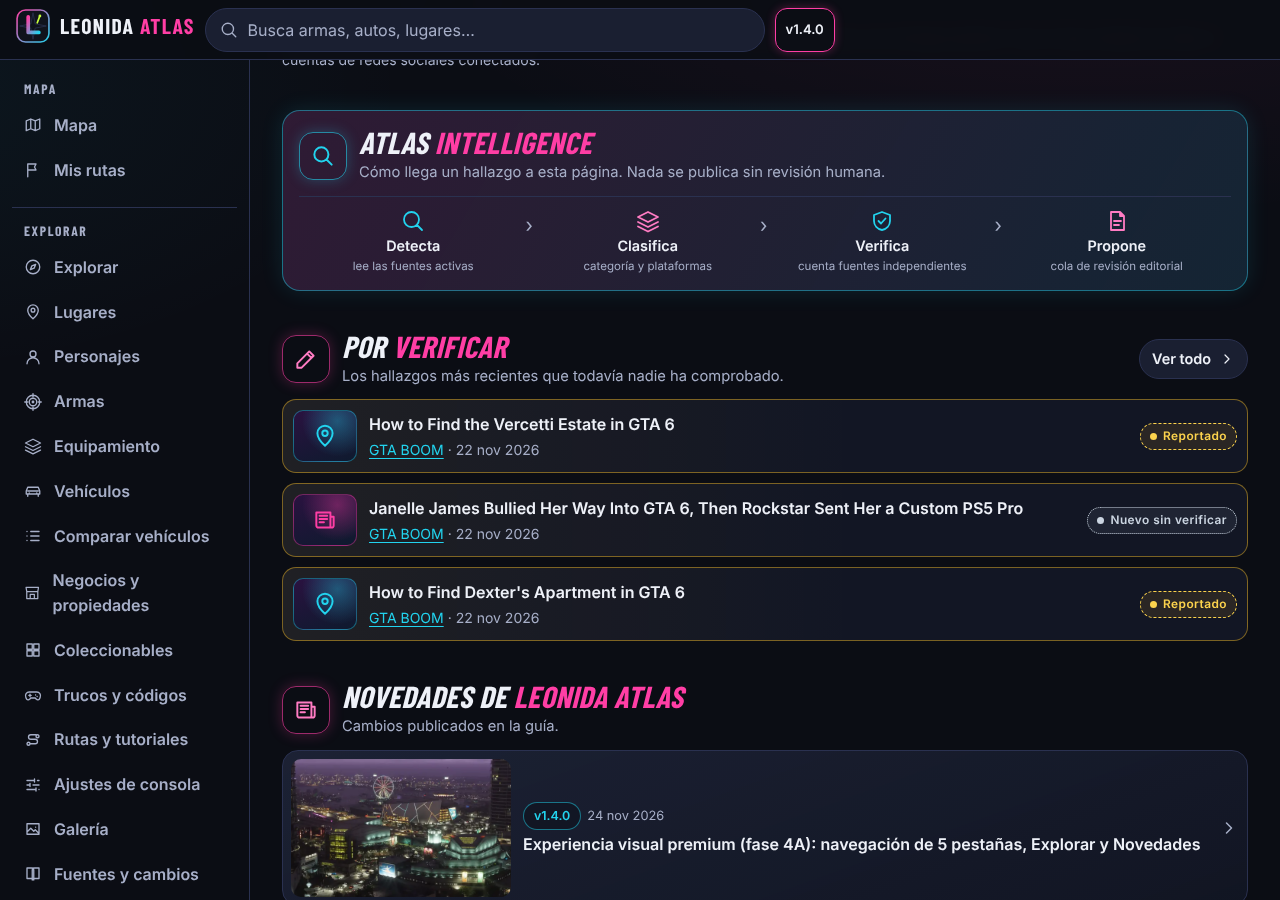 LEONIDA ATLAS
Busca armas, autos, lugares...
v1.4.0
MAPA
Mapa
Mis rutas
EXPLORAR
Explorar
Lugares
Personajes
Armas
Equipamiento
Vehículos
Comparar vehículos
Negocios y
propiedades
Coleccionables
Trucos y códigos
Rutas y tutoriales
Ajustes de consola
Galería
Fuentes y cambios
cuentas de redes sociales conectados.
ATLAS INTELLIGENCE
Cómo llega un hallazgo a esta página. Nada se publica sin revisión humana.
Detecta
lee las fuentes activas
Clasifica
categoría y plataformas
Verifica
cuenta fuentes independientes
Propone
cola de revisión editorial
POR VERIFICAR
Los hallazgos más recientes que todavía nadie ha comprobado.
Ver todo
How to Find the Vercetti Estate in GTA 6
GTA BOOM · 22 nov 2026
Reportado
Janelle James Bullied Her Way Into GTA 6, Then Rockstar Sent Her a Custom PS5 Pro
GTA BOOM · 22 nov 2026
Nuevo sin verificar
How to Find Dexter's Apartment in GTA 6
GTA BOOM · 22 nov 2026
Reportado
NOVEDADES DE LEONIDA ATLAS
Cambios publicados en la guía.
v1.4.0 24 nov 2026
Experiencia visual premium (fase 4A): navegación de 5 pestañas, Explorar y Novedades